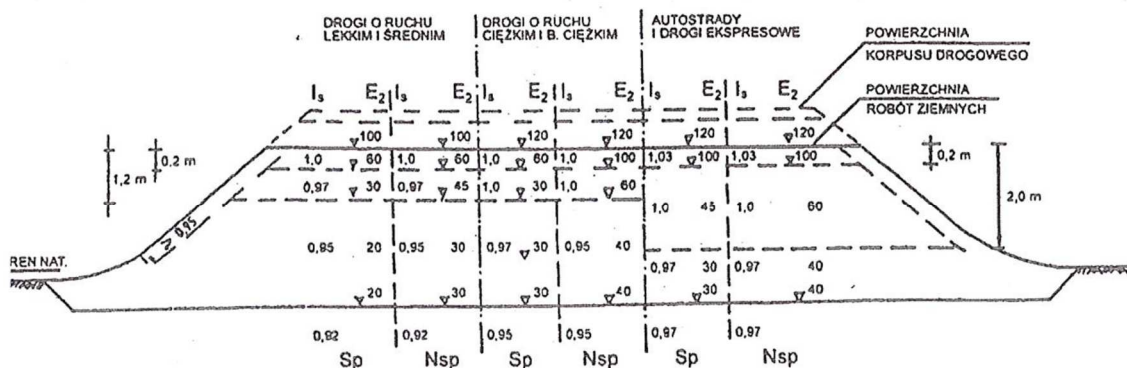 DROGI O RUCHU
LEKKIM I ŚREDNIM
DROGI O RUCHU
CIĘŻKIM I B. CIĘŻKIM
AUTOSTRADY
I DROGI EKSPRESOWE
POWIERZCHNIA
KORPUSU DROGOWEGO
POWIERZCHNIA
ROBÓT ZIEMNYCH
Is E2 Is E2 Is E2 Is E2 Is E2 Is E2
100 100 120 120 120 120
0,2 m 1,0 60 1,0 60 1,0 60 1,0 100 1,03 100 1,03 100 0,2 m
1,2 m 0,97 30 0,97 45 1,0 30 1,0 60
1,0 45 1,0 60 2,0 m
≥ 0,95
0,95 20 0,95 30 0,97 30 0,95 40
REN NAT. 0,97 30 0,97 40
20 30 30 40 30 40
0,92 0,92 0,95 0,95 0,97 0,97
Sp Nsp Sp Nsp Sp Nsp